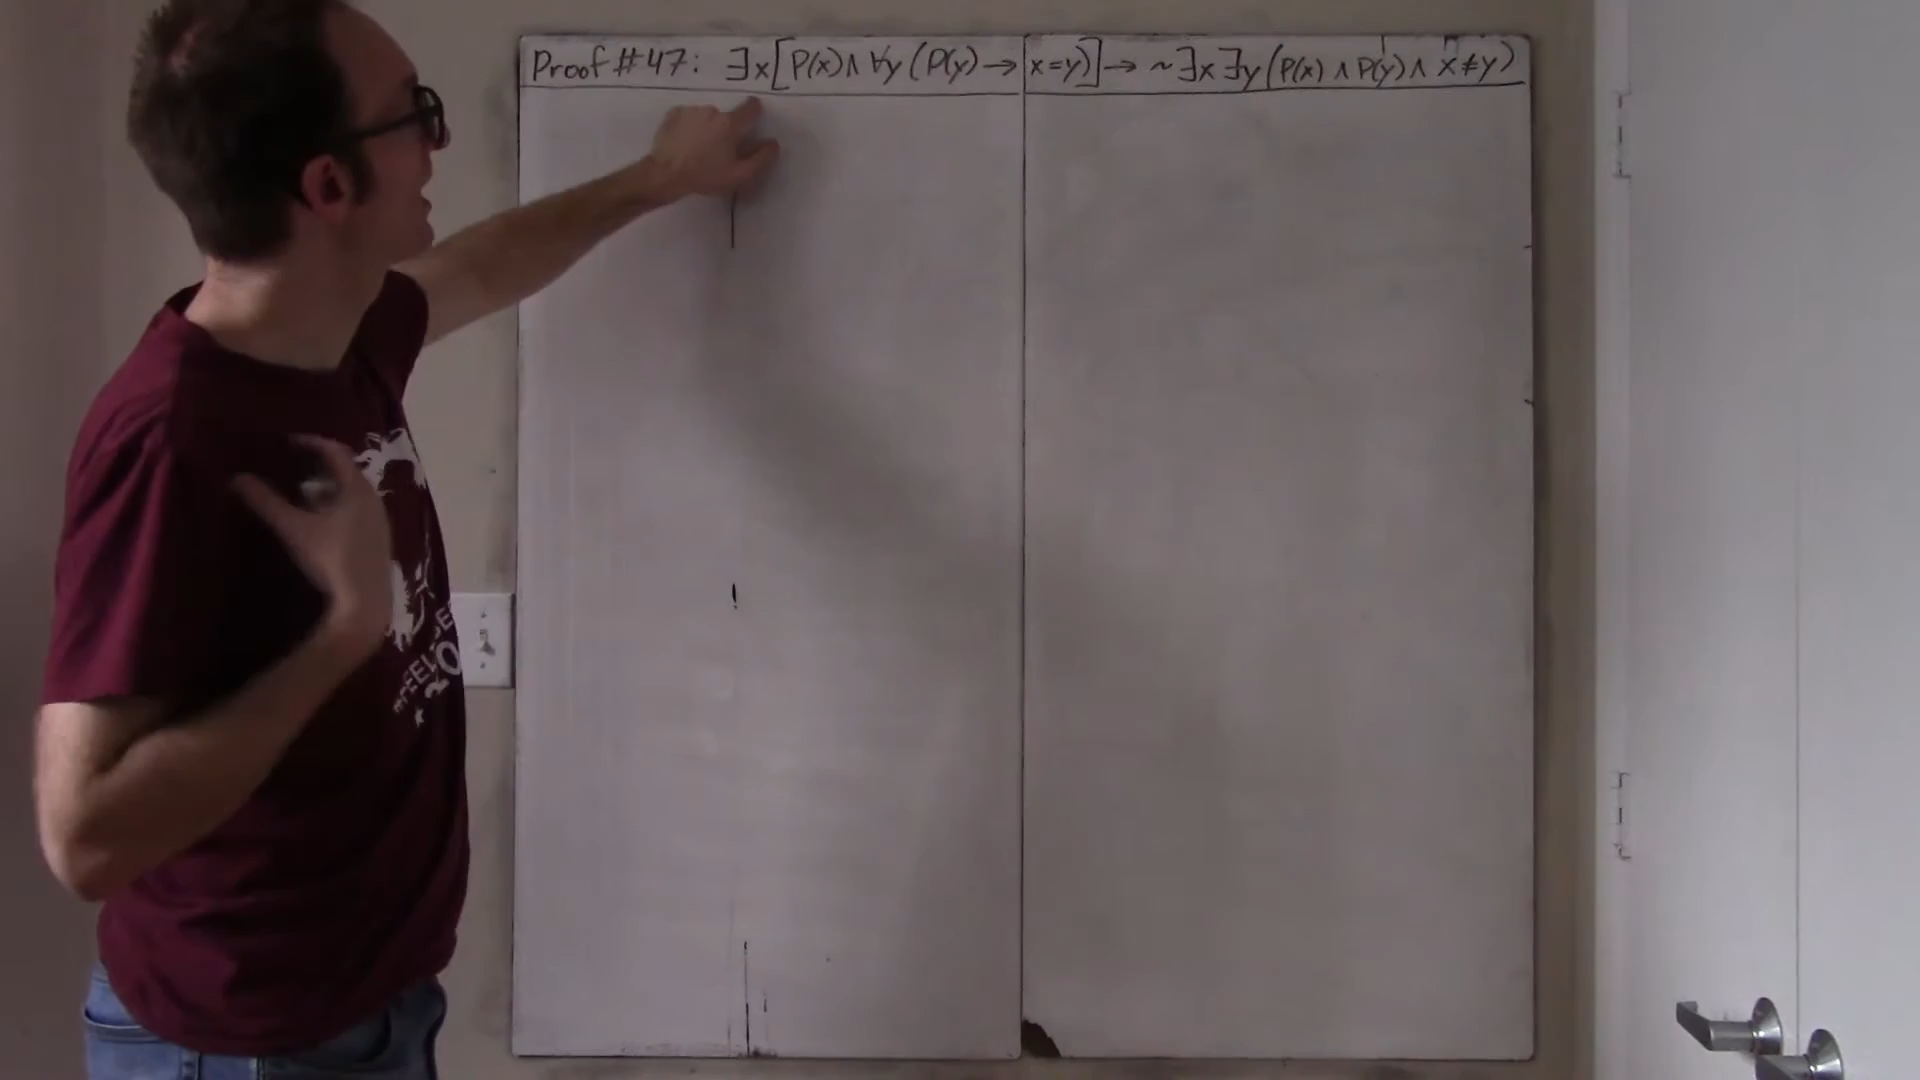 Proof #47: ∃x[P(x)∧∀y(P(y)→x=y)]→~∃x∃y(P(x)∧P(y)∧x≠y)